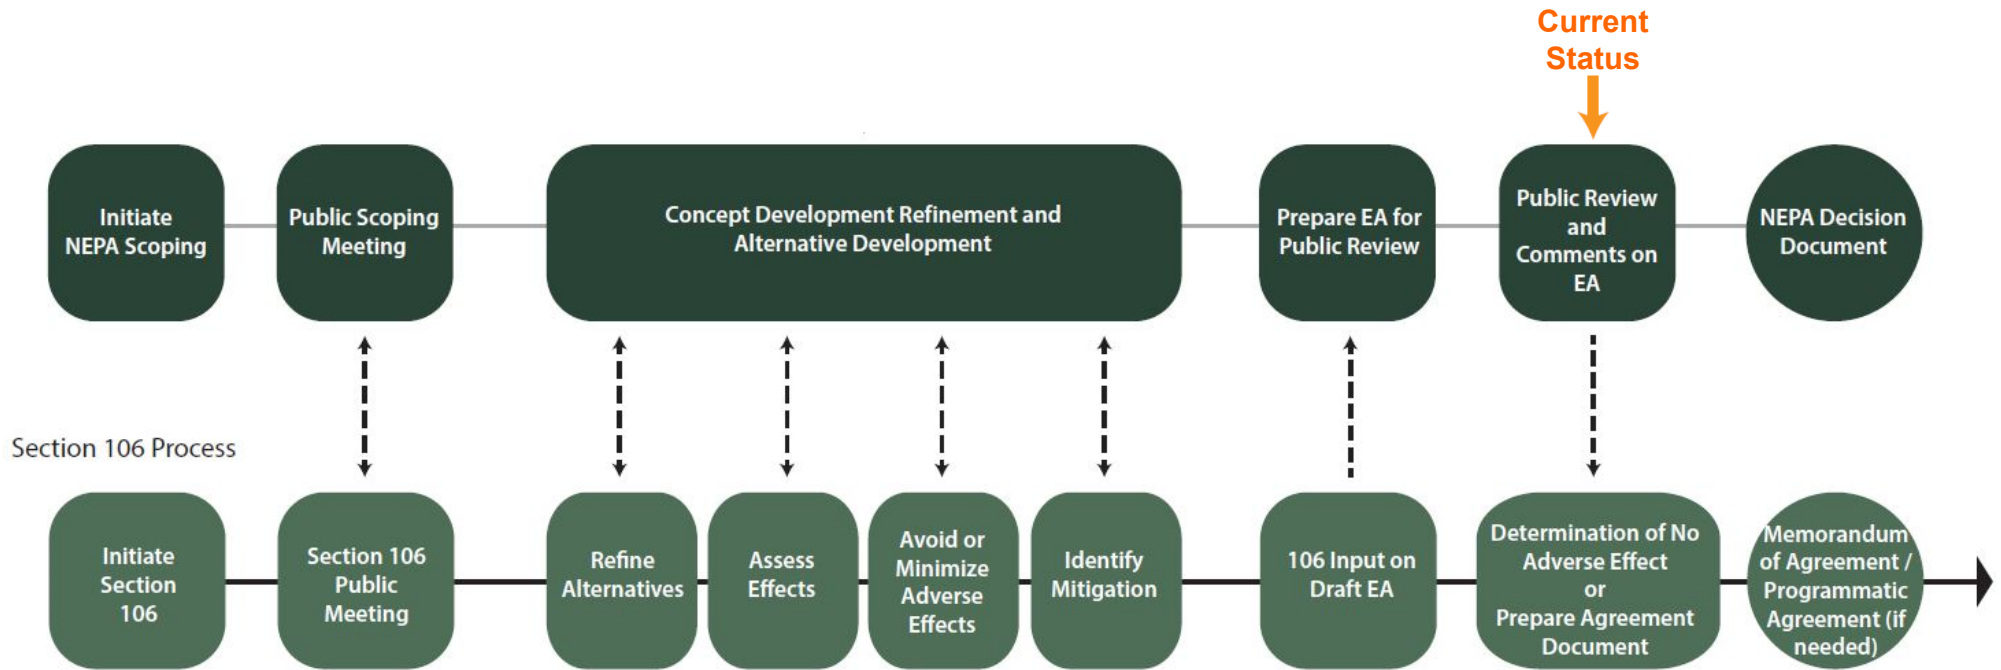 Current
Status
Initiate
NEPA Scoping
Public Scoping
Meeting
Concept Development Refinement and
Alternative Development
Prepare EA for
Public Review
Public Review
and
Comments on
EA
NEPA Decision
Document
Section 106 Process
Initiate
Section
106
Section 106
Public
Meeting
Refine
Alternatives
Assess
Effects
Avoid or
Minimize
Adverse
Effects
Identify
Mitigation
106 Input on
Draft EA
Determination of No
Adverse Effect
or
Prepare Agreement
Document
Memorandum
of Agreement /
Programmatic
Agreement (if
needed)